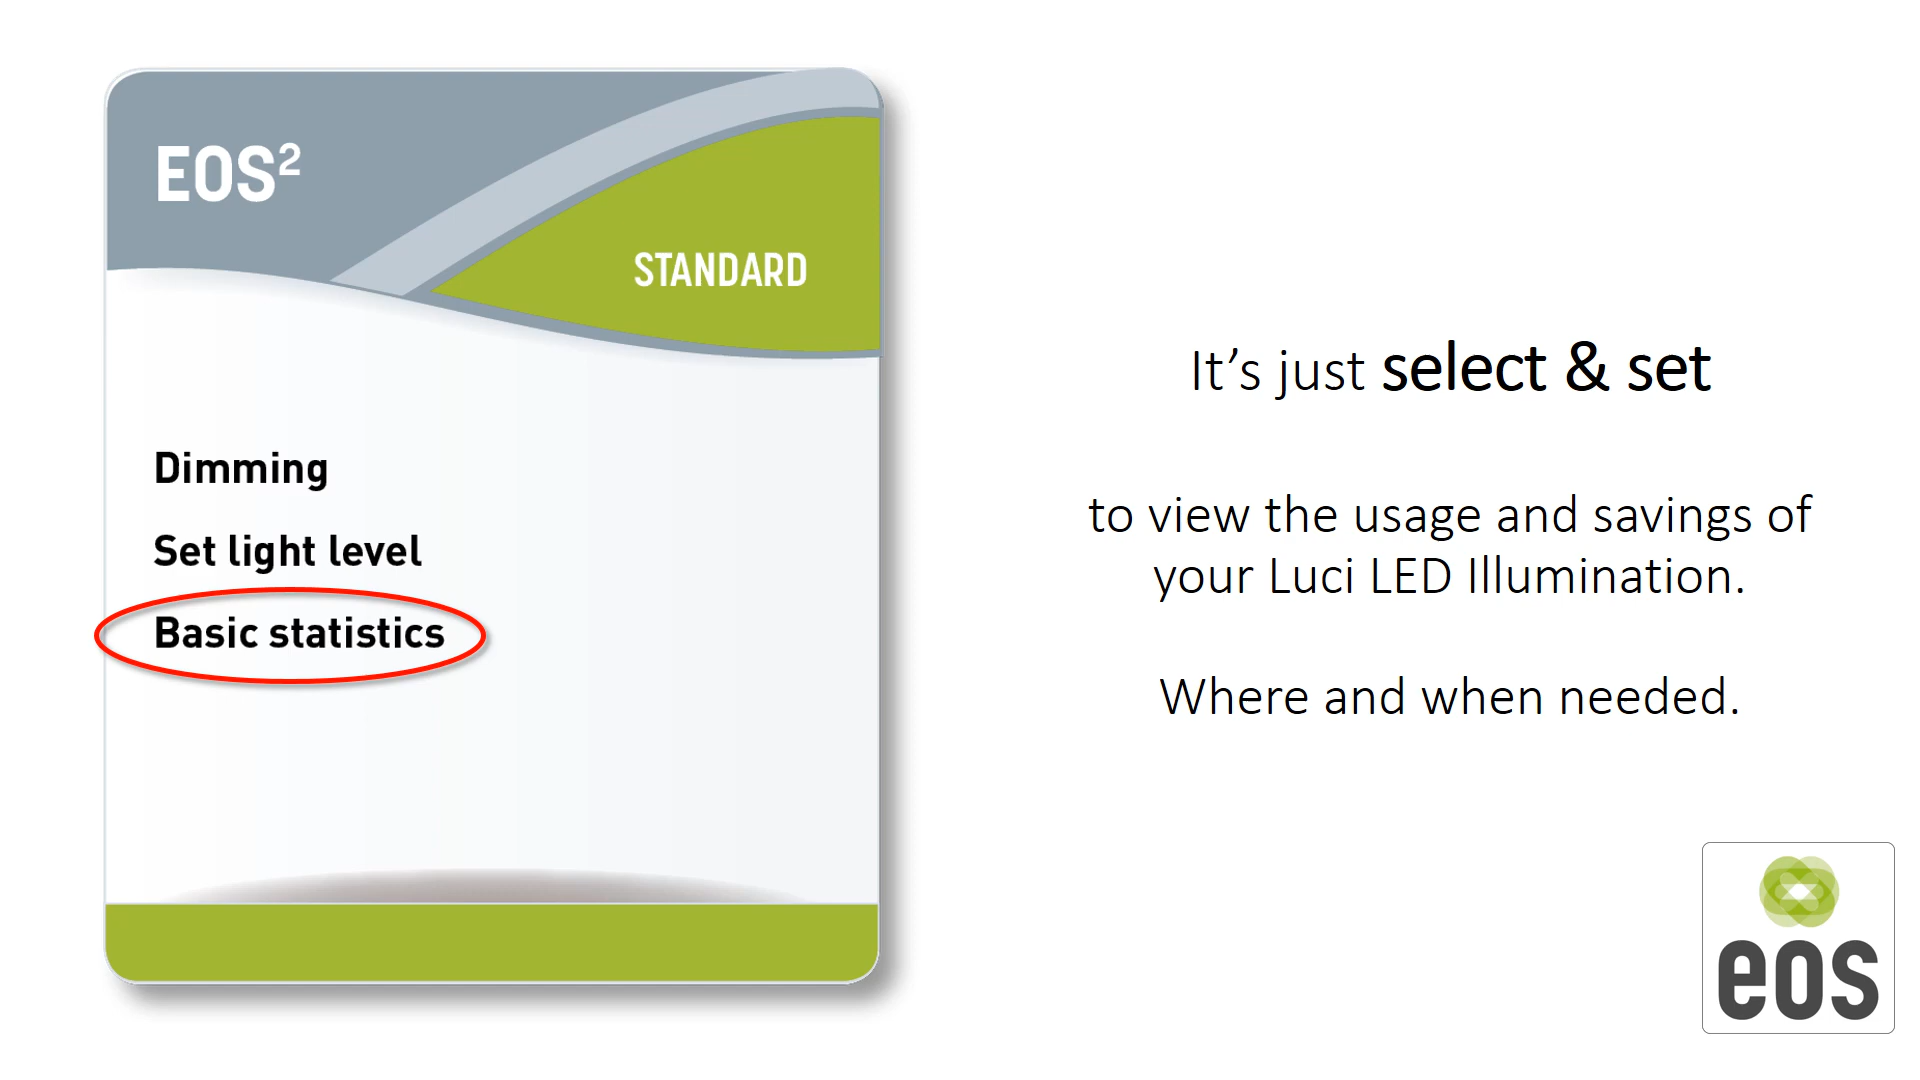 EOS²
STANDARD
Dimming
Set light level
Basic statistics
It’s just select & set
to view the usage and savings of
your Luci LED Illumination.
Where and when needed.
eos